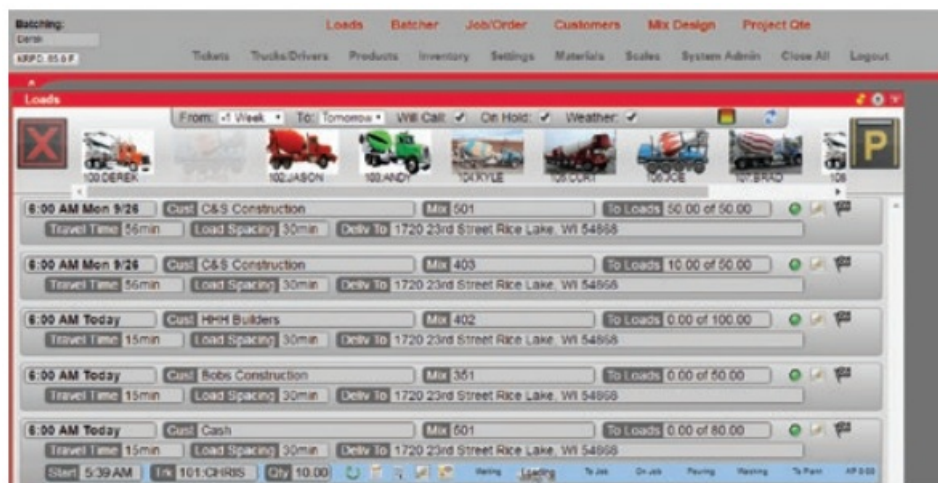 Batching:
Derek
Loads Batcher Job/Order Customers Mix Design Project Qte
Tickets Trucks/Drivers Products Inventory Settings Materials Scales System Admin Close All Logout
Loads
From: -1 Week To: Tomorrow Will Call: On Hold: Weather:
X P
100:DEREK 102:JASON 103:ANDY 104:KYLE 105:CURT 106:JOE 107:BRAD 108
6:00 AM Mon 9/26 Cust C&S Construction Mix 501 To Loads 50.00 of 50.00
Travel Time 56min Load Spacing 30min Deliv To 1720 23rd Street Rice Lake, WI 54868
6:00 AM Mon 9/26 Cust C&S Construction Mix 403 To Loads 10.00 of 50.00
Travel Time 56min Load Spacing 30min Deliv To 1720 23rd Street Rice Lake, WI 54868
6:00 AM Today Cust HHH Builders Mix 402 To Loads 0.00 of 100.00
Travel Time 15min Load Spacing 30min Deliv To 1720 23rd Street Rice Lake, WI 54868
6:00 AM Today Cust Bobs Construction Mix 351 To Loads 0.00 of 50.00
Travel Time 15min Load Spacing 30min Deliv To 1720 23rd Street Rice Lake, WI 54868
6:00 AM Today Cust Cash Mix 501 To Loads 0.00 of 80.00
Travel Time 15min Load Spacing 30min Deliv To 1720 23rd Street Rice Lake, WI 54868
Start 5:39 AM Trk 101:CHRIS Qty 10.00 Waiting Loading To Job On Job Pouring Washing To Plant